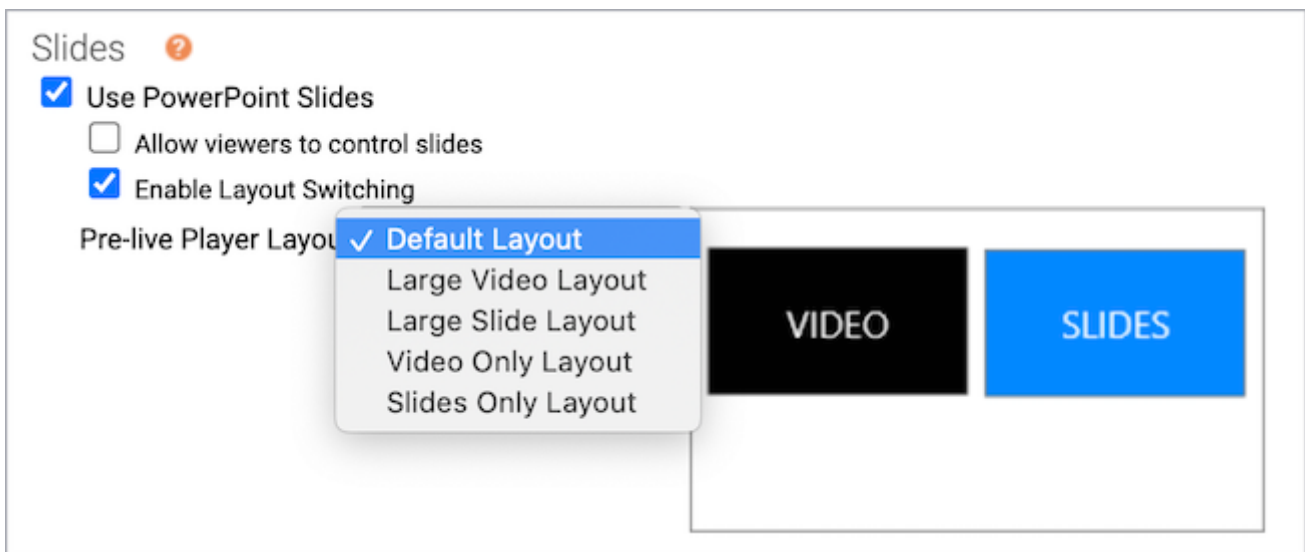 Slides ?
Use PowerPoint Slides
Allow viewers to control slides
Enable Layout Switching
Pre-live Player Layou ✓ Default Layout
Large Video Layout
Large Slide Layout
Video Only Layout
Slides Only Layout
VIDEO SLIDES